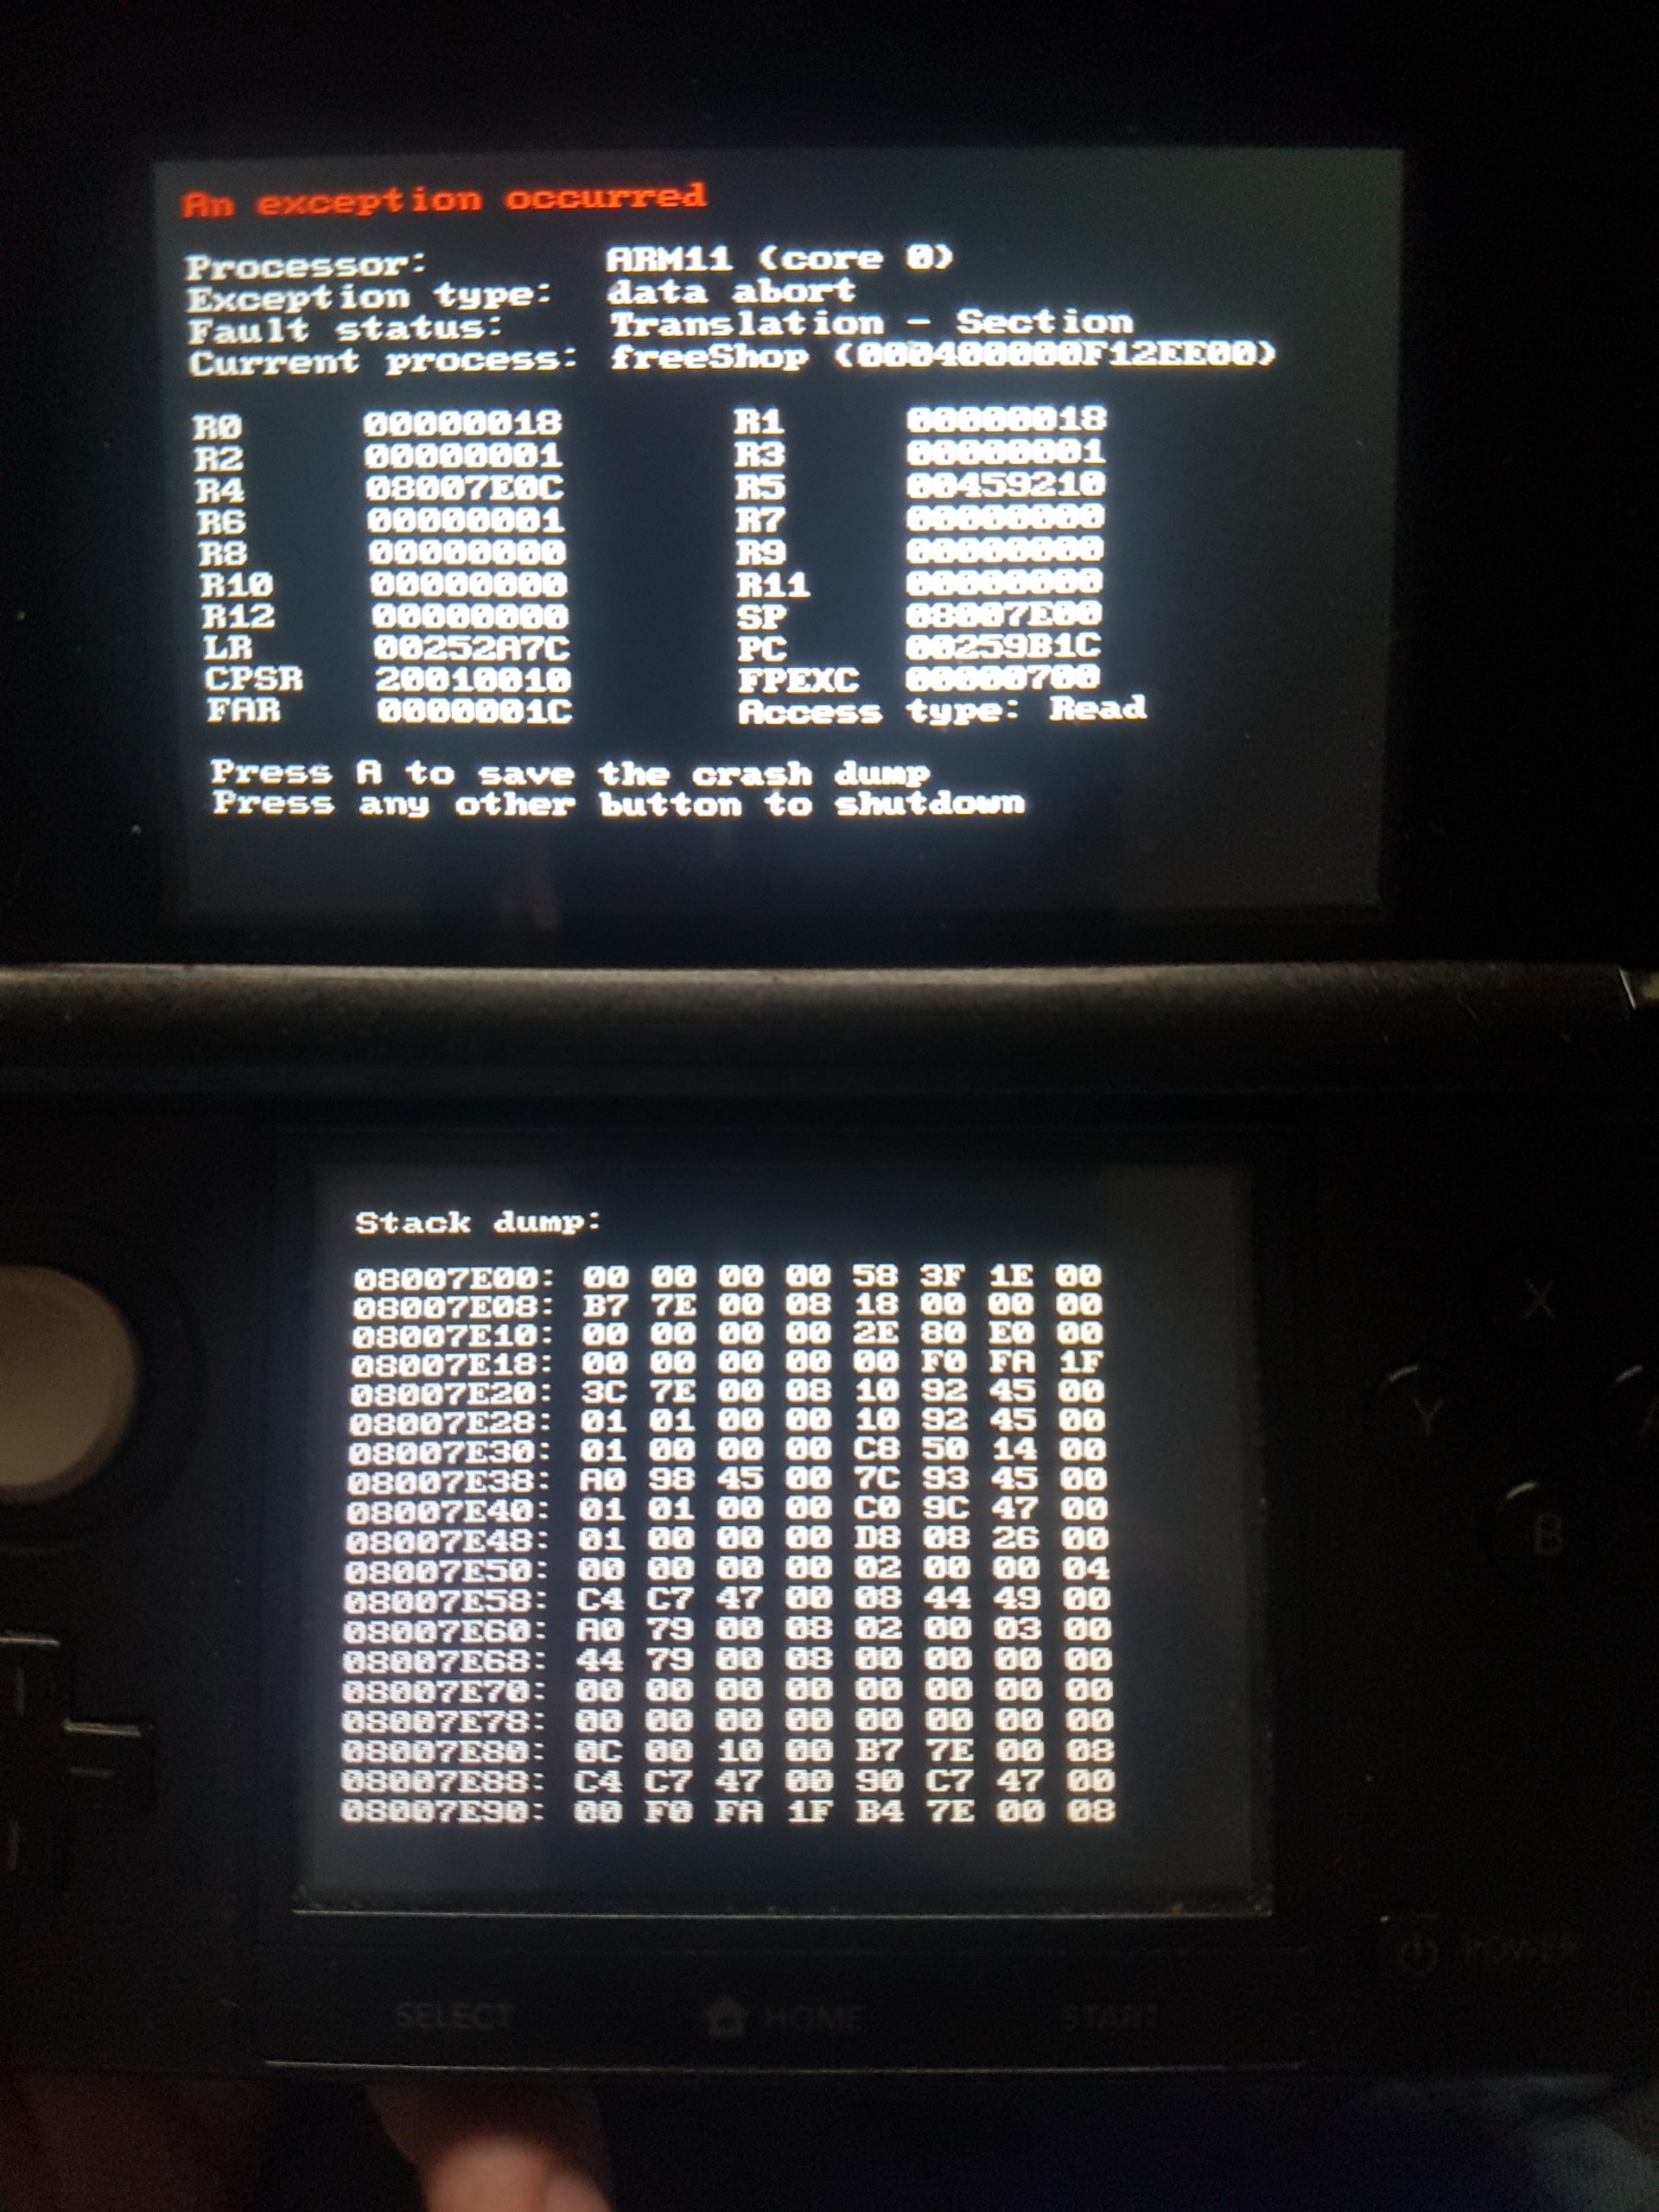 An exception occurred
Processor: ARM11 (core 0)
Exception type: data abort
Fault status: Translation - Section
Current process: freeShop (000400000F12EE00)
R0 00000018 R1 00000018
R2 00000001 R3 00000001
R4 08007E0C R5 00459210
R6 00000001 R7 00000000
R8 00000000 R9 00000000
R10 00000000 R11 00000000
R12 00000000 SP 08007E00
LR 00252A7C PC 00259B1C
CPSR 20010010 FPEXC 00000700
FAR 0000001C Access type: Read
Press A to save the crash dump
Press any other button to shutdown
Stack dump:
08007E00: 00 00 00 00 58 3F 1E 00
08007E08: B7 7E 00 08 18 00 00 00
08007E10: 00 00 00 00 2E 80 E0 00
08007E18: 00 00 00 00 00 F0 FA 1F
08007E20: 3C 7E 00 08 10 92 45 00
08007E28: 01 01 00 00 10 92 45 00
08007E30: 01 00 00 00 C8 50 14 00
08007E38: A0 98 45 00 7C 93 45 00
08007E40: 01 01 00 00 C0 9C 47 00
08007E48: 01 00 00 00 D8 08 26 00
08007E50: 00 00 00 00 02 00 00 04
08007E58: C4 C7 47 00 08 44 49 00
08007E60: A0 79 00 08 02 00 03 00
08007E68: 44 79 00 08 00 00 00 00
08007E70: 00 00 00 00 00 00 00 00
08007E78: 00 00 00 00 00 00 00 00
08007E80: 0C 00 10 00 B7 7E 00 08
08007E88: C4 C7 47 00 90 C7 47 00
08007E90: 00 F0 FA 1F B4 7E 00 08
X
Y
B
POWER
SELECT HOME START